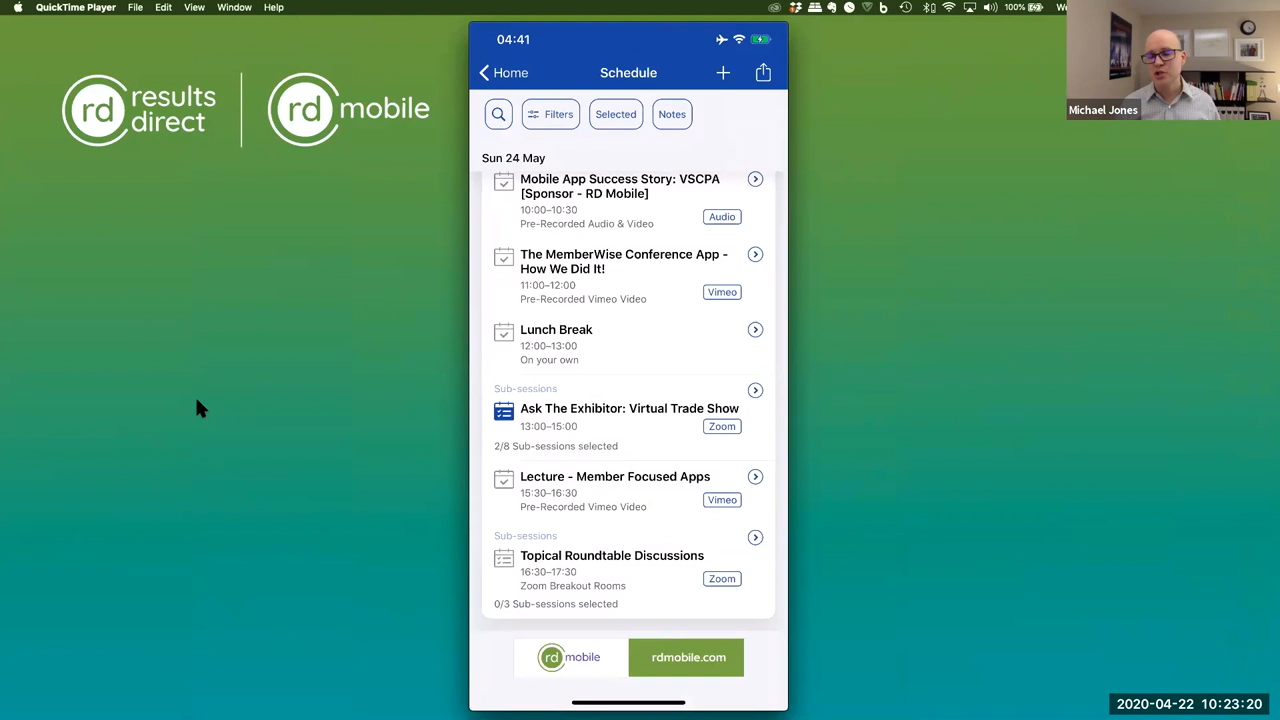 QuickTime Player File Edit View Window Help
100%
We
rd results direct
rd mobile
Michael Jones
04:41
Home
Schedule
Filters
Selected
Notes
Sun 24 May
Mobile App Success Story: VSCPA
[Sponsor - RD Mobile]
10:00–10:30
Audio
Pre-Recorded Audio & Video
The MemberWise Conference App -
How We Did It!
11:00–12:00
Vimeo
Pre-Recorded Vimeo Video
Lunch Break
12:00–13:00
On your own
Sub-sessions
Ask The Exhibitor: Virtual Trade Show
13:00–15:00
Zoom
2/8 Sub-sessions selected
Lecture - Member Focused Apps
15:30–16:30
Vimeo
Pre-Recorded Vimeo Video
Sub-sessions
Topical Roundtable Discussions
16:30–17:30
Zoom
Zoom Breakout Rooms
0/3 Sub-sessions selected
rd mobile
rdmobile.com
2020-04-22 10:23:20